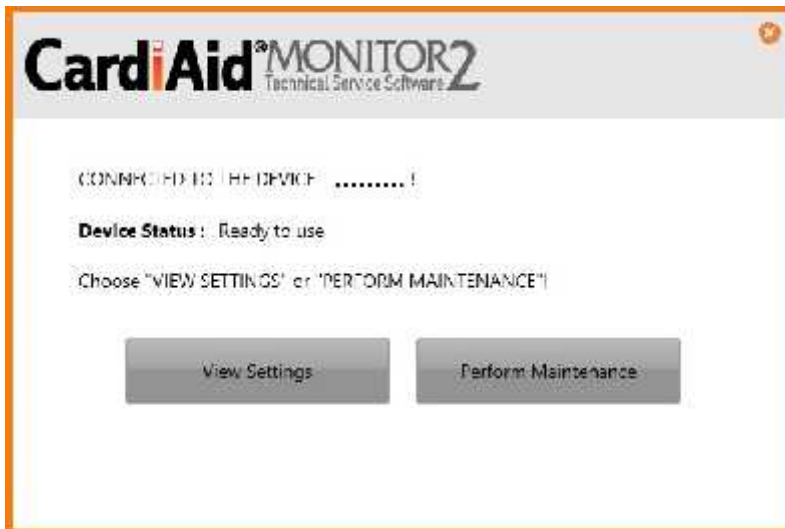 CardiAid® MONITOR2
Technical Service Software
CONNECTED TO THE DEVICE ......... !
Device Status : Ready to use
Choose "VIEW SETTINGS" or "PERFORM MAINTENANCE"!
View Settings
Perform Maintenance